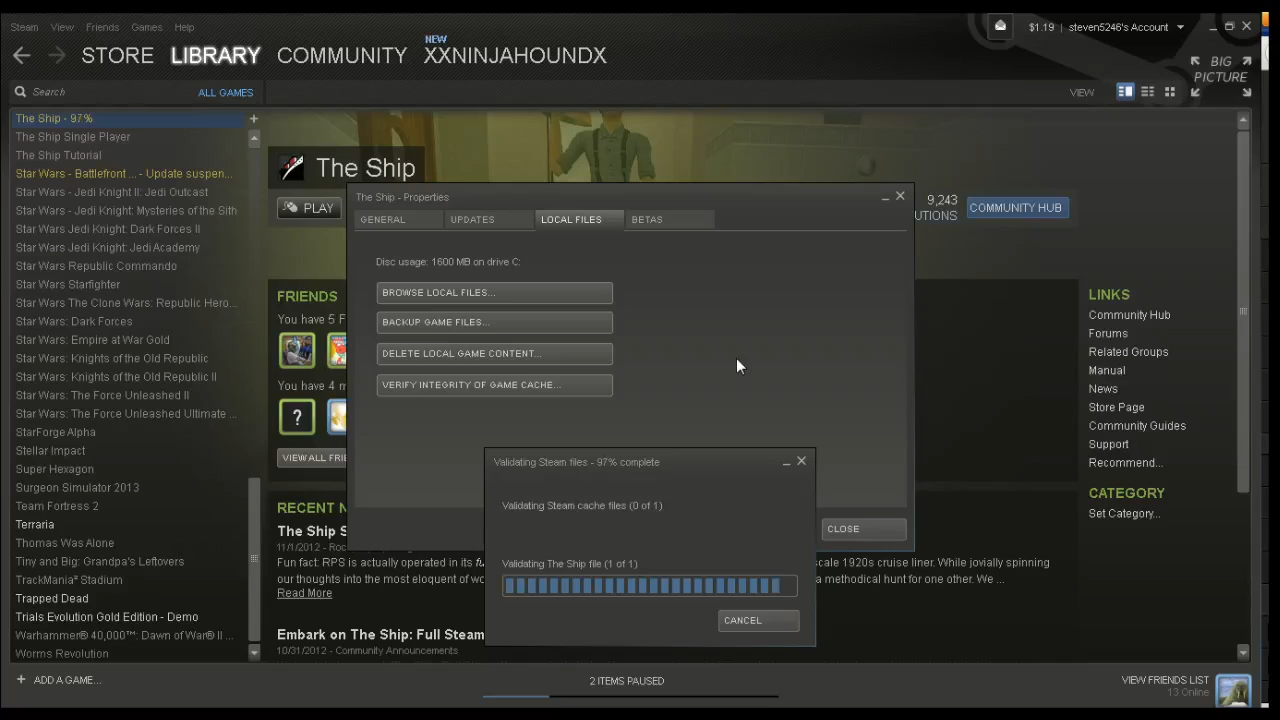 Steam View Friends Games Help
$1.19 | steven5246's Account
STORE LIBRARY COMMUNITY NEW XXNINJAHOUNDX
BIG PICTURE
Search ALL GAMES
VIEW
The Ship - 97% +
The Ship Single Player
The Ship Tutorial
Star Wars - Battlefront ... - Update suspen...
Star Wars - Jedi Knight II: Jedi Outcast
Star Wars - Jedi Knight: Mysteries of the Sith
Star Wars - Jedi Knight: Dark Forces II
Star Wars - Jedi Knight: Jedi Academy
Star Wars Republic Commando
Star Wars Starfighter
Star Wars The Clone Wars: Republic Hero...
Star Wars: Dark Forces
Star Wars: Empire at War Gold
Star Wars: Knights of the Old Republic
Star Wars: Knights of the Old Republic II
Star Wars: The Force Unleashed II
Star Wars: The Force Unleashed Ultimate ...
StarForge Alpha
Stellar Impact
Super Hexagon
Surgeon Simulator 2013
Team Fortress 2
Terraria
Thomas Was Alone
Tiny and Big: Grandpa's Leftovers
TrackMania² Stadium
Trapped Dead
Trials Evolution Gold Edition - Demo
Warhammer® 40,000™: Dawn of War® II ...
Worms Revolution
+ ADD A GAME...
The Ship
PLAY
9,243
UTIONS
COMMUNITY HUB
FRIENDS
You have 5 F
You have 4 m
?
VIEW ALL FRIE
RECENT N
The Ship S
11/1/2012 - Roc
Fun fact: RPS is actually operated in its fu
our thoughts into the most eloquent of wo
Read More
scale 1920s cruise liner. While jovially spinning
a methodical hunt for one other. We ...
Embark on The Ship: Full Steam
10/31/2012 - Community Announcements
The Ship - Properties
GENERAL UPDATES LOCAL FILES BETAS
Disc usage: 1600 MB on drive C:
BROWSE LOCAL FILES...
BACKUP GAME FILES...
DELETE LOCAL GAME CONTENT...
VERIFY INTEGRITY OF GAME CACHE...
CLOSE
Validating Steam files - 97% complete
Validating Steam cache files (0 of 1)
Validating The Ship file (1 of 1)
CANCEL
LINKS
Community Hub
Forums
Related Groups
Manual
News
Store Page
Community Guides
Support
Recommend...
CATEGORY
Set Category...
2 ITEMS PAUSED
VIEW FRIENDS LIST
13 Online